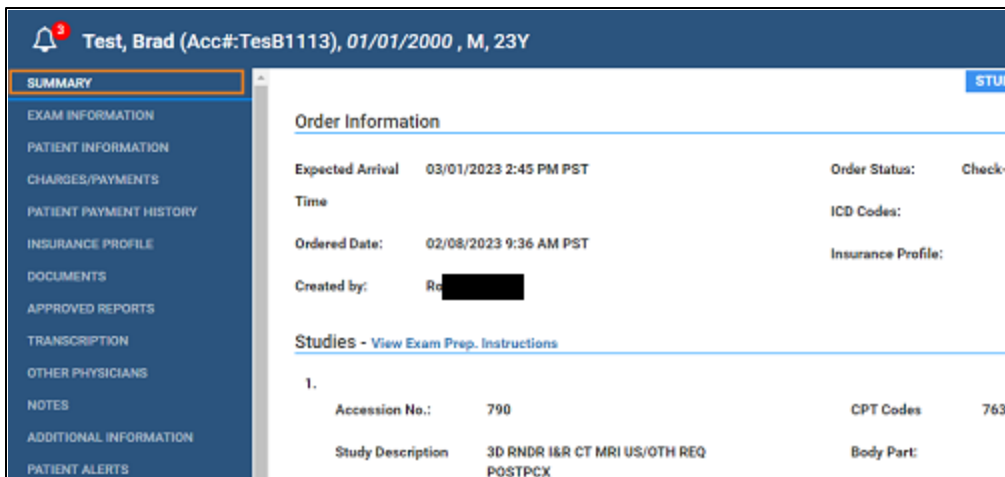 3
Test, Brad (Acc#:TesB1113), 01/01/2000 , M, 23Y
SUMMARY
EXAM INFORMATION
PATIENT INFORMATION
CHARGES/PAYMENTS
PATIENT PAYMENT HISTORY
INSURANCE PROFILE
DOCUMENTS
APPROVED REPORTS
TRANSCRIPTION
OTHER PHYSICIANS
NOTES
ADDITIONAL INFORMATION
PATIENT ALERTS
STU
Order Information
Expected Arrival Time 03/01/2023 2:45 PM PST
Order Status: Check-
ICD Codes:
Ordered Date: 02/08/2023 9:36 AM PST
Insurance Profile:
Created by: Ro
Studies - View Exam Prep. Instructions
1.
Accession No.: 790
CPT Codes 763
Study Description 3D RNDR I&R CT MRI US/OTH REQ
POSTPCX
Body Part: